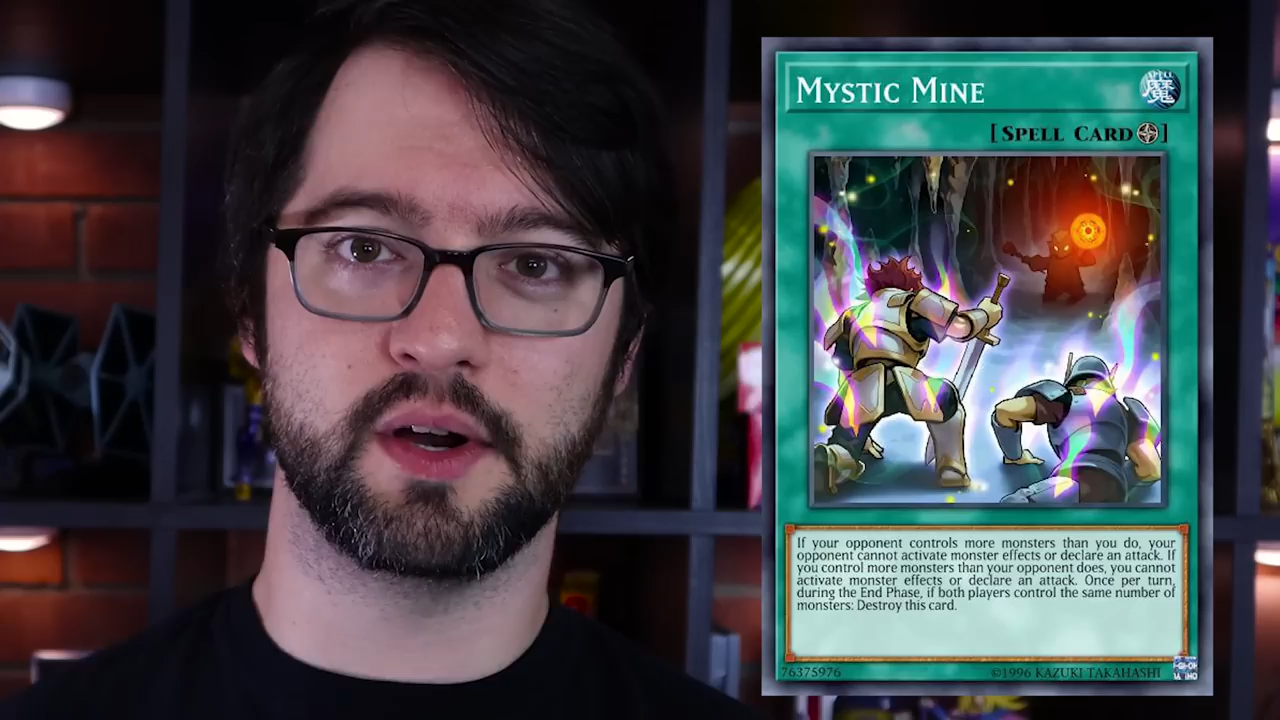 MYSTIC MINE
SPELL
魔
[SPELL CARD]
If your opponent controls more monsters than you do, your
opponent cannot activate monster effects or declare an attack. If
you control more monsters than your opponent does, you cannot
activate monster effects or declare an attack. Once per turn,
during the End Phase, if both players control the same number of
monsters: Destroy this card.
76375976
©1996 KAZUKI TAKAHASHI